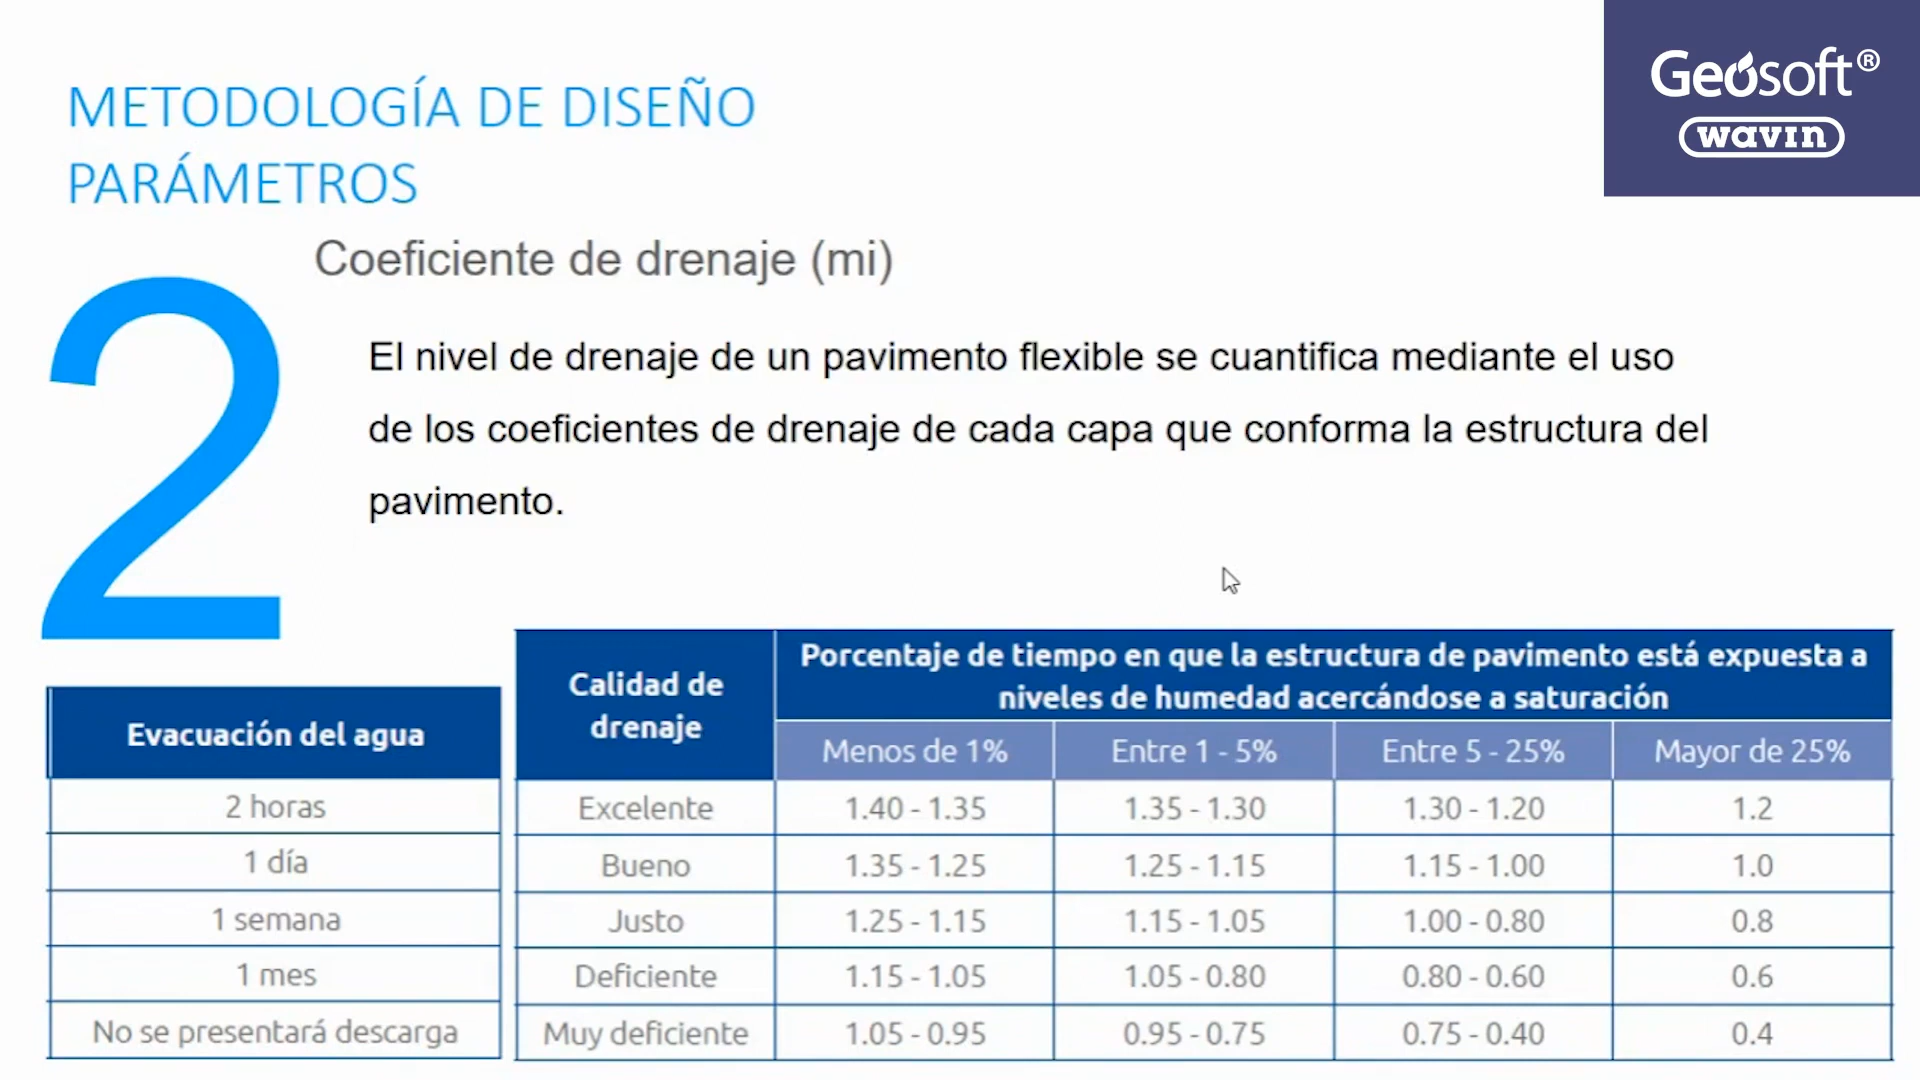 METODOLOGÍA DE DISEÑO
PARÁMETROS
Geosoft®
wavin
2
Coeficiente de drenaje (mi)
El nivel de drenaje de un pavimento flexible se cuantifica mediante el uso
de los coeficientes de drenaje de cada capa que conforma la estructura del
pavimento.
Evacuación del agua
2 horas
1 día
1 semana
1 mes
No se presentará descarga
Calidad de
drenaje
Porcentaje de tiempo en que la estructura de pavimento está expuesta a
niveles de humedad acercándose a saturación
Menos de 1% Entre 1 - 5% Entre 5 - 25% Mayor de 25%
Excelente 1.40 - 1.35 1.35 - 1.30 1.30 - 1.20 1.2
Bueno 1.35 - 1.25 1.25 - 1.15 1.15 - 1.00 1.0
Justo 1.25 - 1.15 1.15 - 1.05 1.00 - 0.80 0.8
Deficiente 1.15 - 1.05 1.05 - 0.80 0.80 - 0.60 0.6
Muy deficiente 1.05 - 0.95 0.95 - 0.75 0.75 - 0.40 0.4